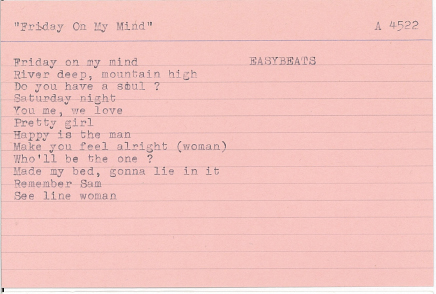 "Friday On My Mind" A 4522
Friday on my mind EASYBEATS
River deep, mountain high
Do you have a soul ?
Saturday night
You me, we love
Pretty girl
Happy is the man
Make you feel alright (woman)
Who'll be the one ?
Made my bed, gonna lie in it
Remember Sam
See line woman